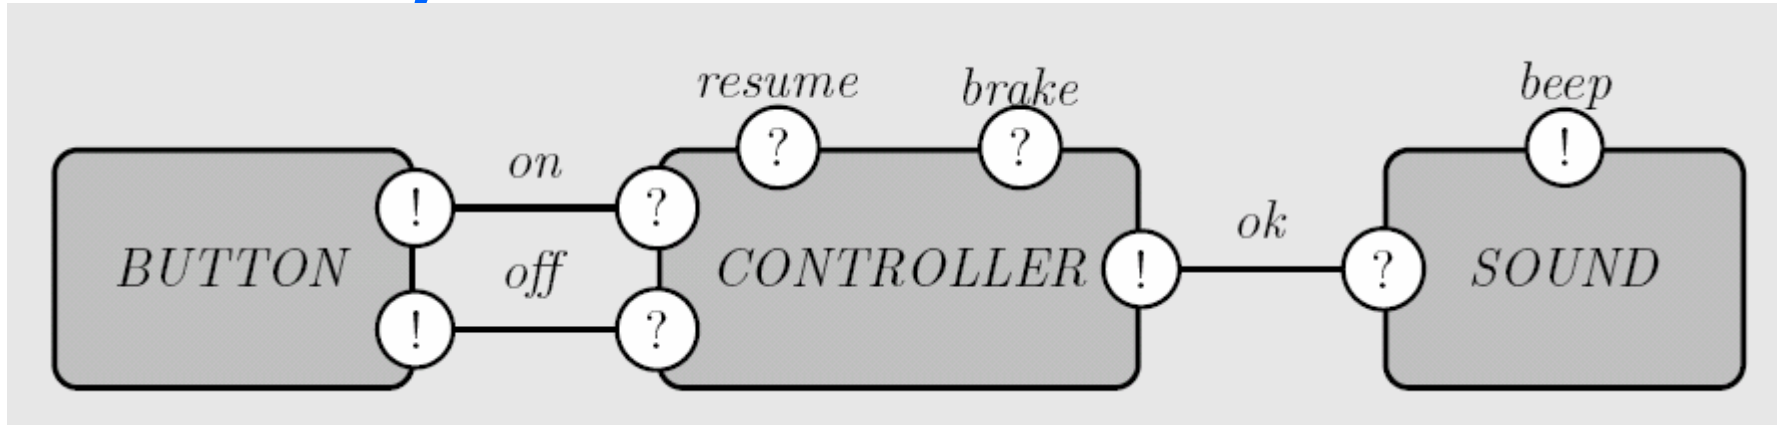 resume brake beep
on
! ? ? ? !
BUTTON off CONTROLLER ! ok ? SOUND
! ?